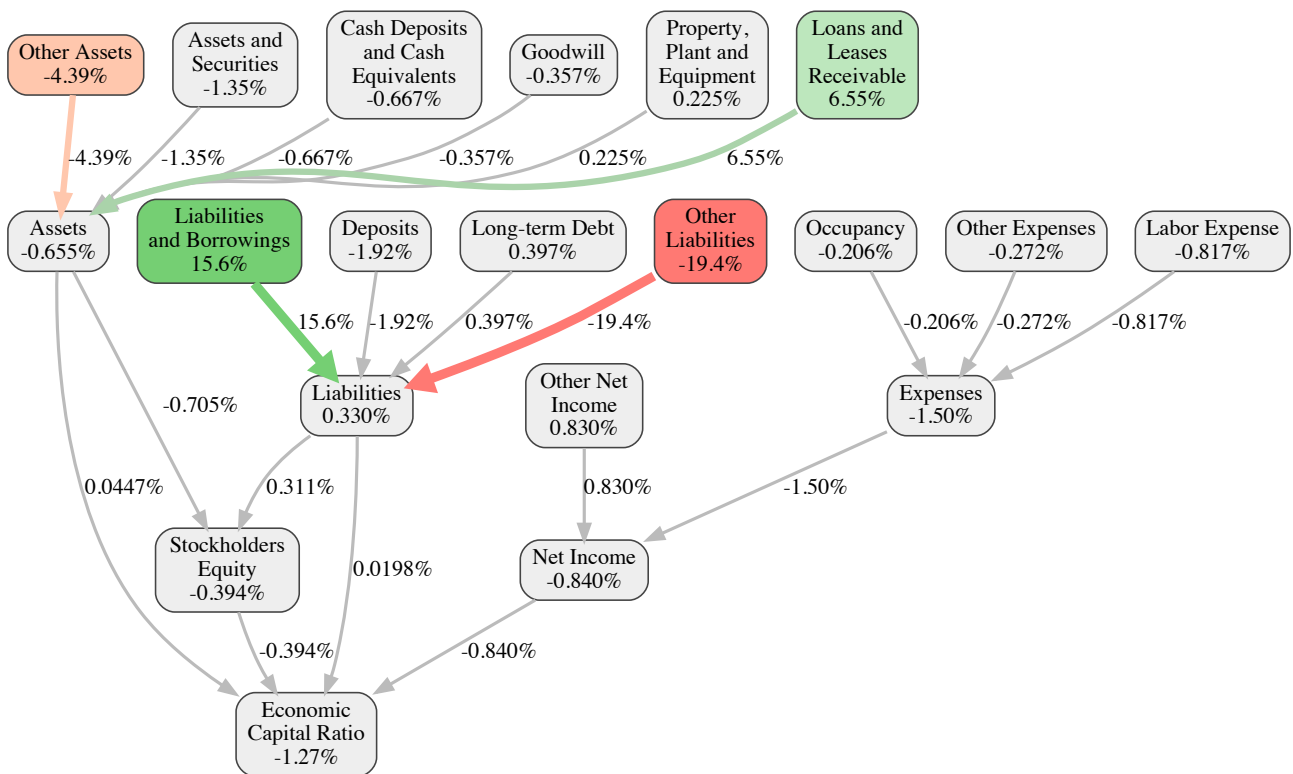 Other Assets
-4.39%
Assets and
Securities
-1.35%
Cash Deposits
and Cash
Equivalents
-0.667%
Goodwill
-0.357%
Property,
Plant and
Equipment
0.225%
Loans and
Leases
Receivable
6.55%
-4.39%
-1.35%
-0.667%
-0.357%
0.225%
6.55%
Assets
-0.655%
Liabilities
and Borrowings
15.6%
Deposits
-1.92%
Long-term Debt
0.397%
Other
Liabilities
-19.4%
Occupancy
-0.206%
Other Expenses
-0.272%
Labor Expense
-0.817%
15.6%
-1.92%
0.397%
-19.4%
-0.206%
-0.272%
-0.817%
-0.705%
Liabilities
0.330%
Other Net
Income
0.830%
Expenses
-1.50%
0.0447%
0.311%
0.830%
-1.50%
Stockholders
Equity
-0.394%
0.0198%
Net Income
-0.840%
-0.394%
-0.840%
Economic
Capital Ratio
-1.27%